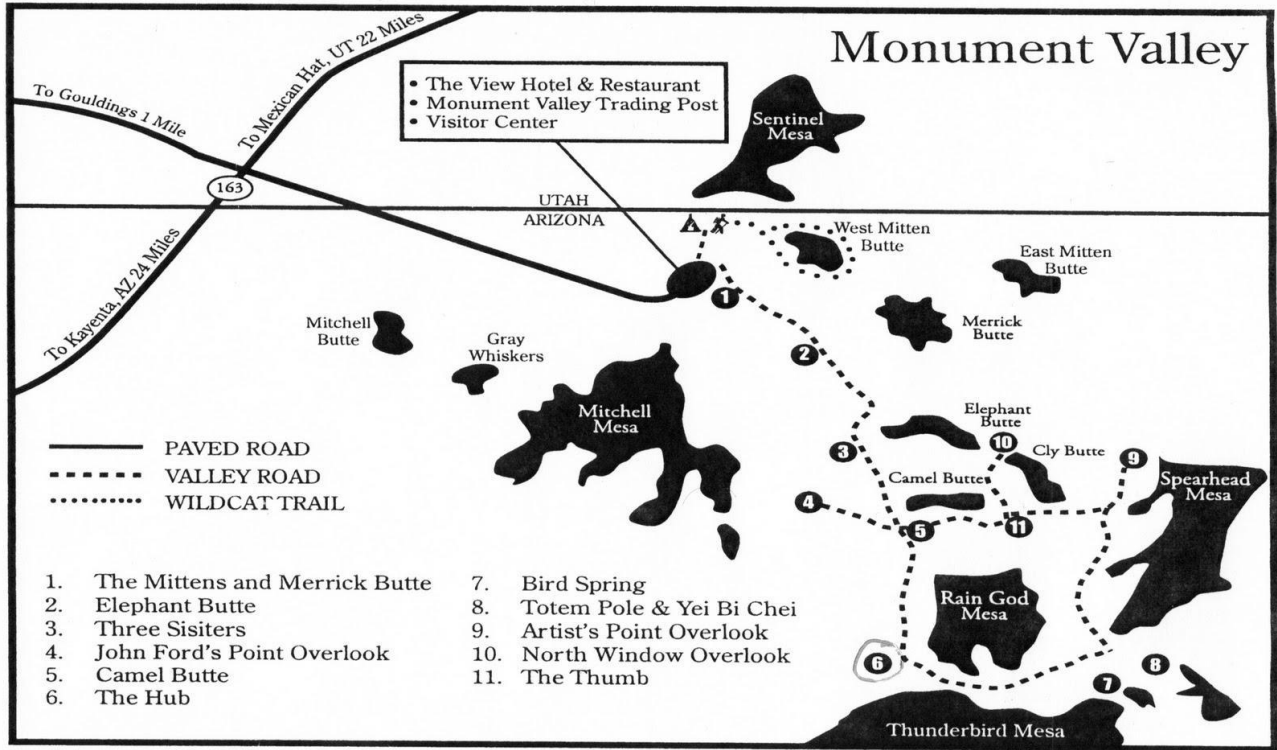 Monument Valley
To Gouldings 1 Mile
To Mexican Hat, UT 22 Miles
163
To Kayenta, AZ 24 Miles
• The View Hotel & Restaurant
• Monument Valley Trading Post
• Visitor Center
Sentinel
Mesa
UTAH
ARIZONA
West Mitten
Butte
East Mitten
Butte
Merrick
Butte
Mitchell
Butte
Gray
Whiskers
Mitchell
Mesa
1
2
3
4
5
6
7
8
9
10
11
Elephant
Butte
Cly Butte
Camel Butte
Spearhead
Mesa
Rain God
Mesa
Thunderbird Mesa
PAVED ROAD
VALLEY ROAD
WILDCAT TRAIL
1. The Mittens and Merrick Butte
2. Elephant Butte
3. Three Sisiters
4. John Ford's Point Overlook
5. Camel Butte
6. The Hub
7. Bird Spring
8. Totem Pole & Yei Bi Chei
9. Artist's Point Overlook
10. North Window Overlook
11. The Thumb